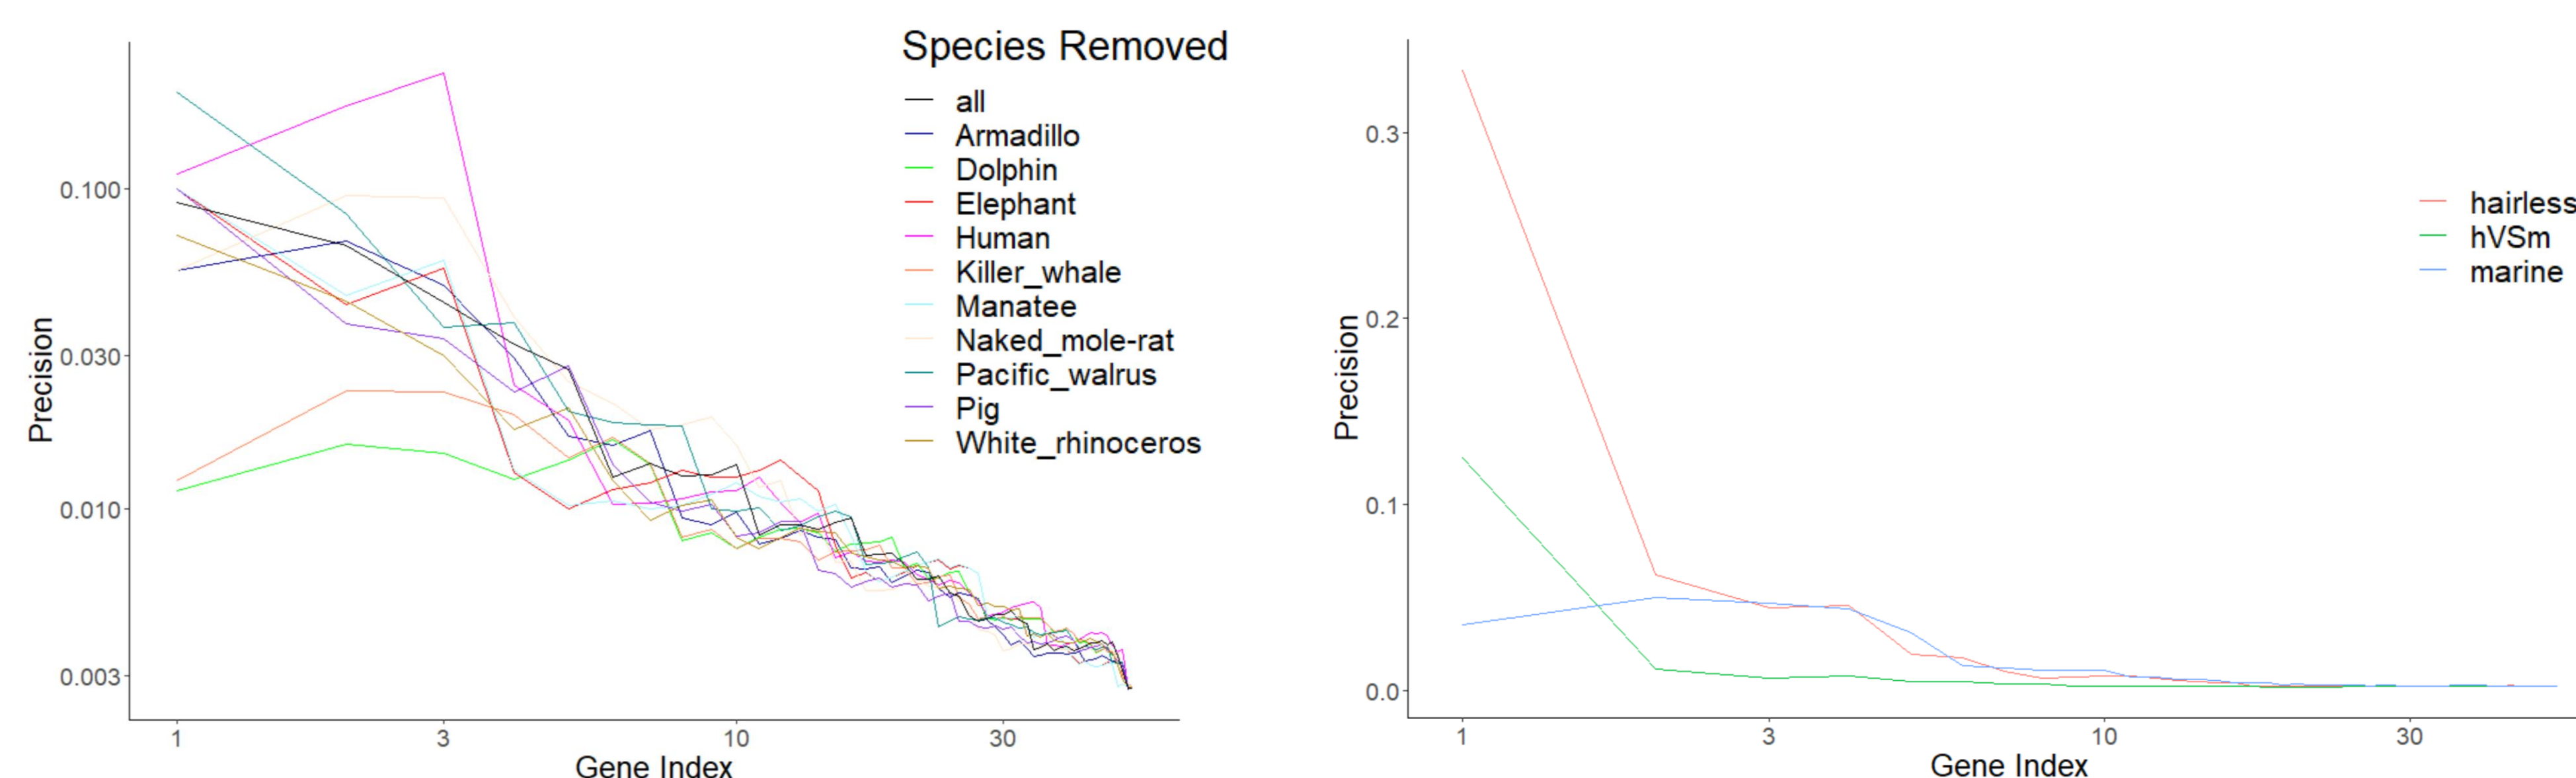 Species Removed
all
Armadillo
Dolphin
Elephant
Human
Killer_whale
Manatee
Naked_mole-rat
Pacific_walrus
Pig
White_rhinoceros
0.100
0.030
0.010
0.003
Precision
1
3
10
30
Gene Index
0.3
0.2
0.1
0.0
Precision
hairless
hVSm
marine
1
3
10
30
Gene Index